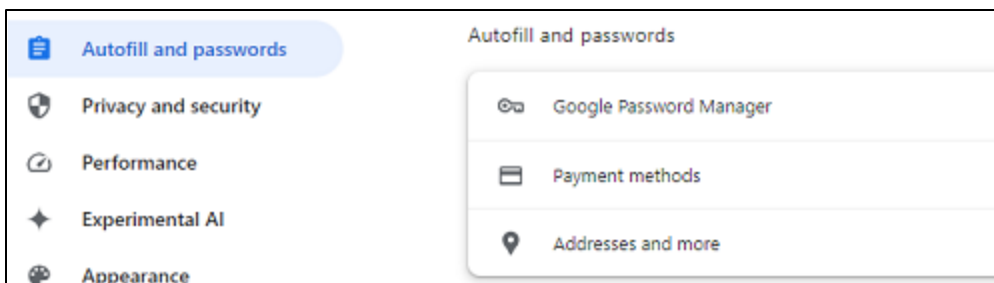 Autofill and passwords
Privacy and security
Performance
Experimental AI
Appearance
Autofill and passwords
Google Password Manager
Payment methods
Addresses and more